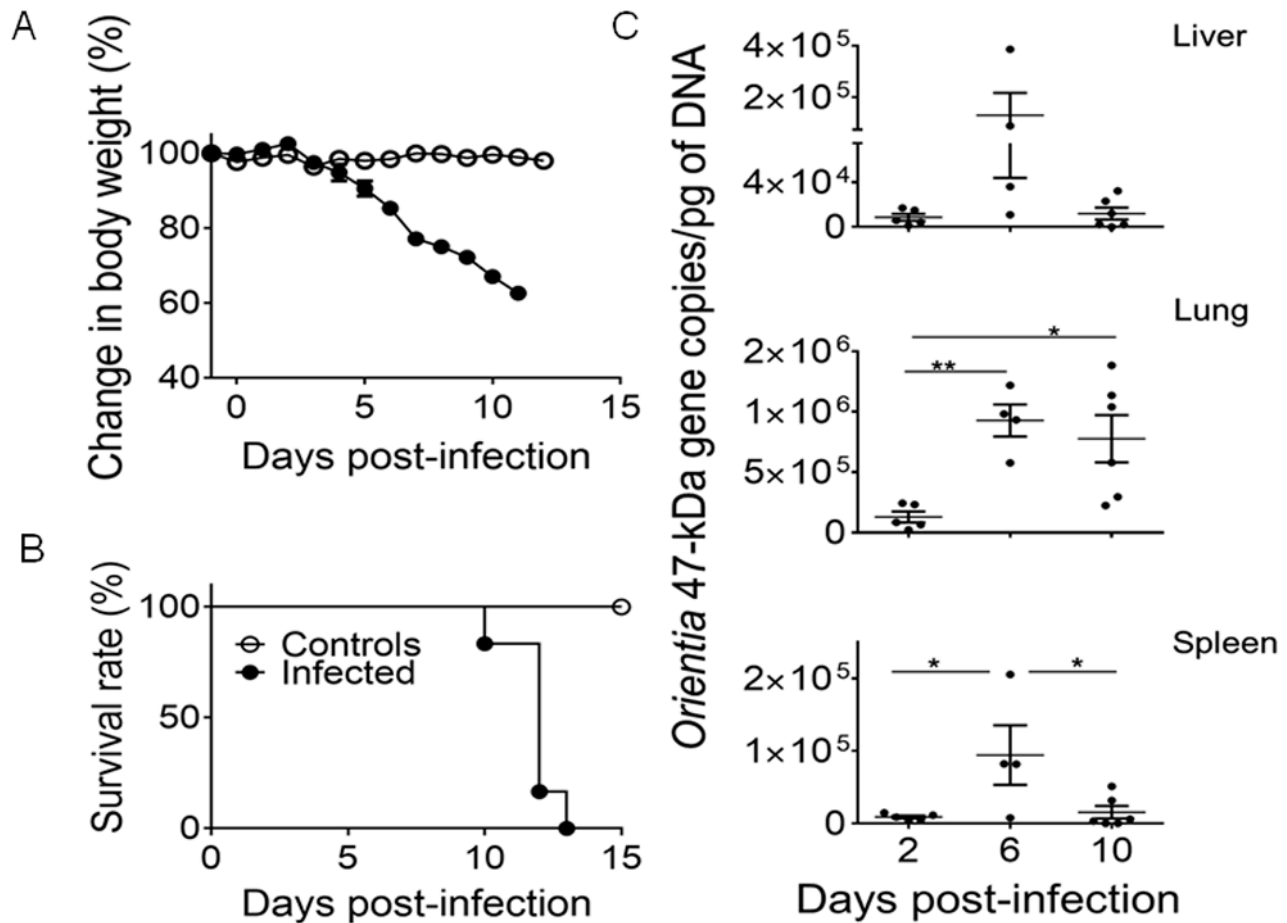 A
Change in body weight (%)
100
80
60
40
0 5 10 15
Days post-infection
B
Survival rate (%)
100
50
0
Controls
Infected
0 5 10 15
Days post-infection
C
Orientia 47-kDa gene copies/pg of DNA
Liver
4×10⁵
2×10⁵
4×10⁴
0
Lung
2×10⁶
1×10⁶
5×10⁵
0
*
**
Spleen
2×10⁵
1×10⁵
0
* *
2 6 10
Days post-infection